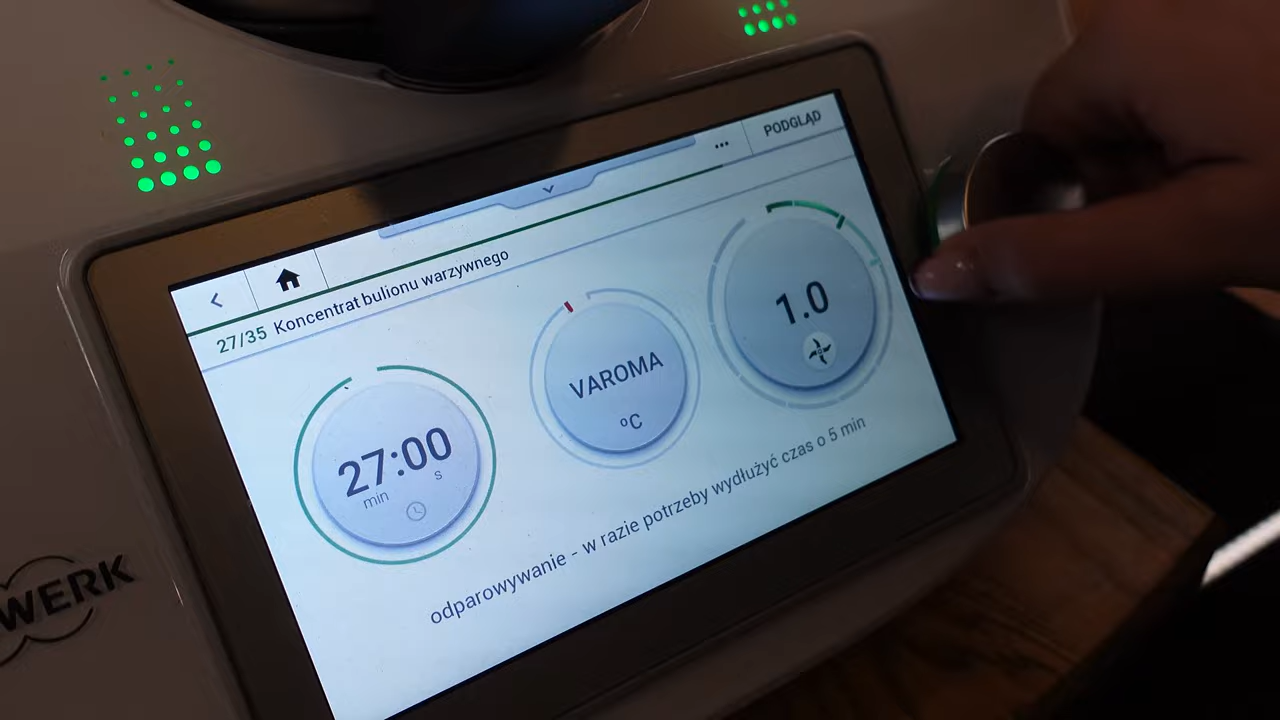 PODGLĄD
27/35 Koncentrat bulionu warzywnego
27:00
min s
VAROMA
°C
1.0
odparowywanie - w razie potrzeby wydłużyć czas o 5 min
WERK